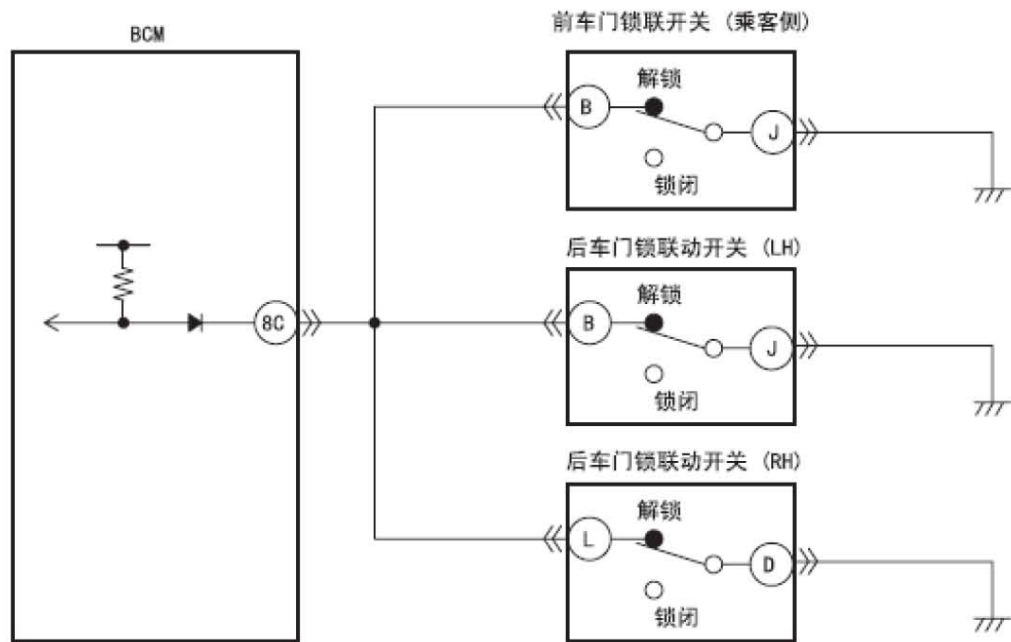 BCM
8C
前车门锁联开关 (乘客侧)
解锁
B
J
锁闭
后车门锁联动开关 (LH)
解锁
B
J
锁闭
后车门锁联动开关 (RH)
解锁
L
D
锁闭